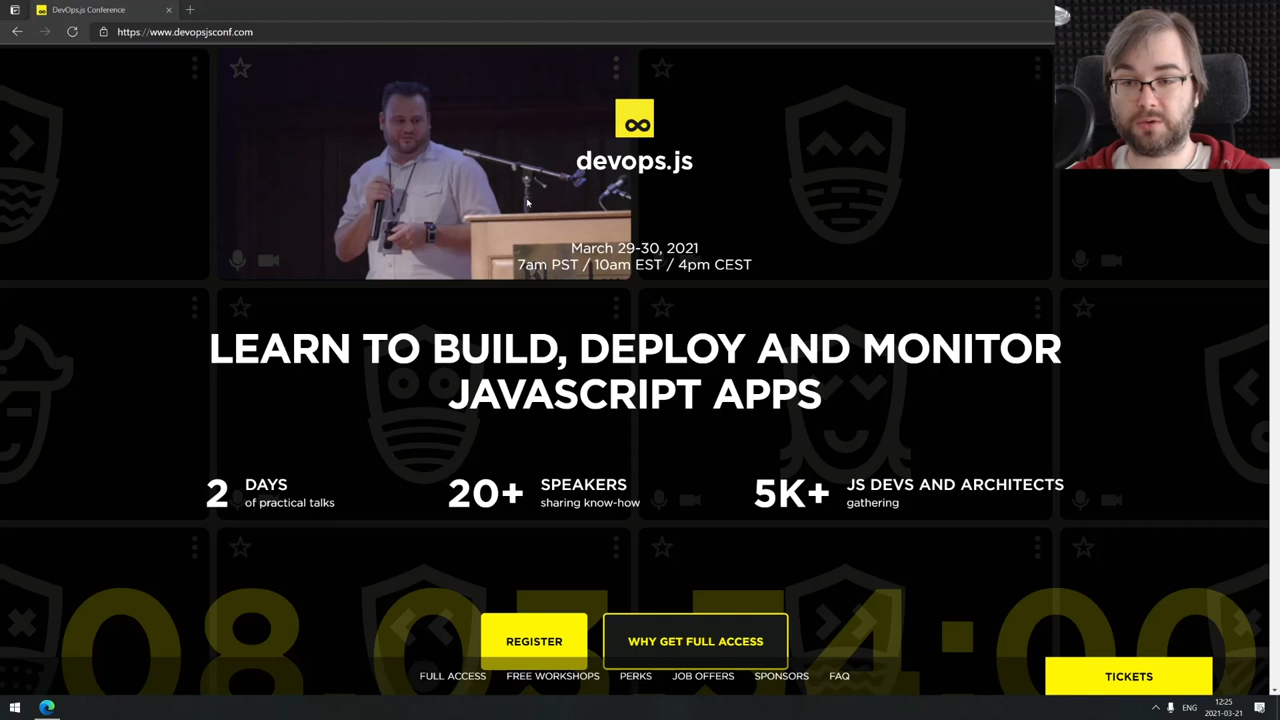 DevOps.js Conference
https://www.devopsjsconf.com
devops.js
March 29-30, 2021
7am PST / 10am EST / 4pm CEST
LEARN TO BUILD, DEPLOY AND MONITOR
JAVASCRIPT APPS
2 DAYS
of practical talks
20+ SPEAKERS
sharing know-how
5K+ JS DEVS AND ARCHITECTS
gathering
REGISTER
WHY GET FULL ACCESS
FULL ACCESS
FREE WORKSHOPS
PERKS
JOB OFFERS
SPONSORS
FAQ
TICKETS
ENG
12:25
2021-03-21